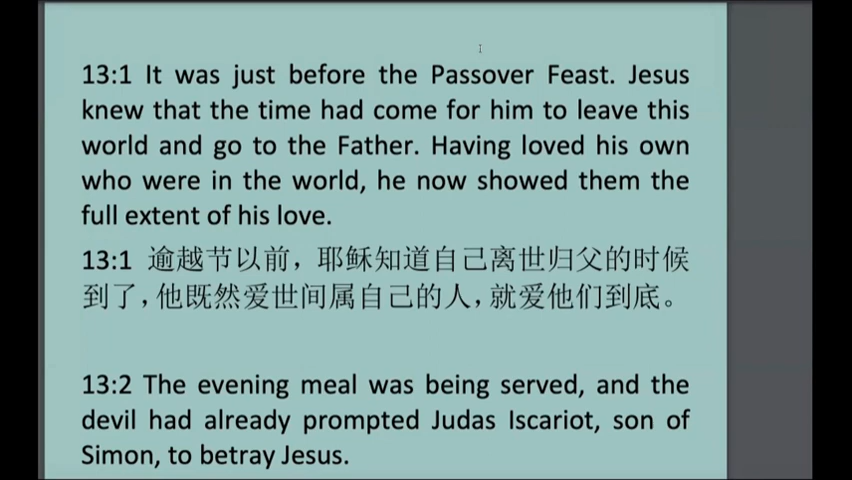 13:1 It was just before the Passover Feast. Jesus
knew that the time had come for him to leave this
world and go to the Father. Having loved his own
who were in the world, he now showed them the
full extent of his love.
13:1 逾越节以前，耶稣知道自己离世归父的时候
到了，他既然爱世间属自己的人，就爱他们到底。
13:2 The evening meal was being served, and the
devil had already prompted Judas Iscariot, son of
Simon, to betray Jesus.